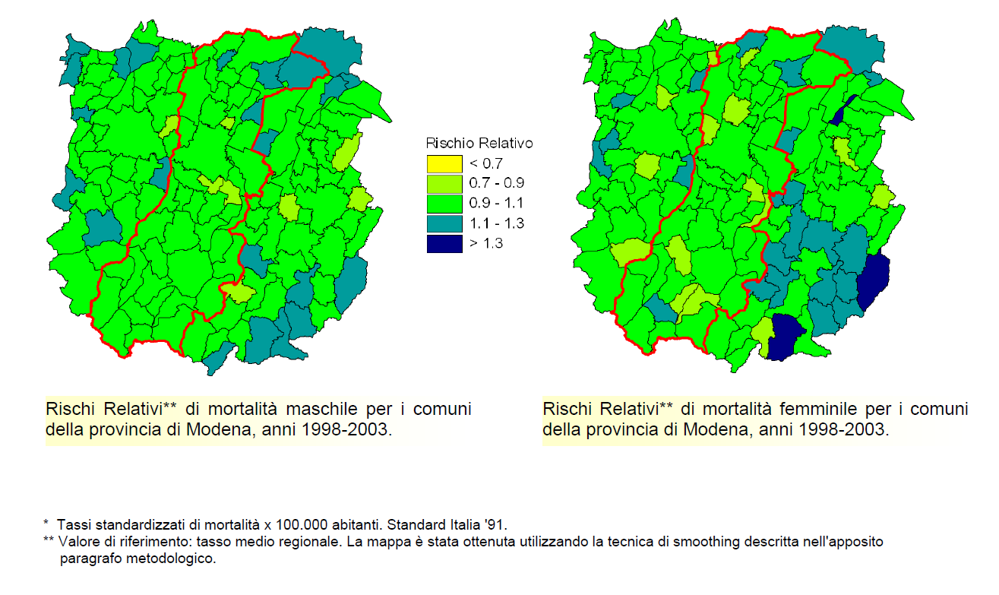 Rischio Relativo
< 0.7
0.7 - 0.9
0.9 - 1.1
1.1 - 1.3
> 1.3
Rischi Relativi** di mortalità maschile per i comuni
della provincia di Modena, anni 1998-2003.
Rischi Relativi** di mortalità femminile per i comuni
della provincia di Modena, anni 1998-2003.
* Tassi standardizzati di mortalità x 100.000 abitanti. Standard Italia '91.
** Valore di riferimento: tasso medio regionale. La mappa è stata ottenuta utilizzando la tecnica di smoothing descritta nell'apposito
paragrafo metodologico.